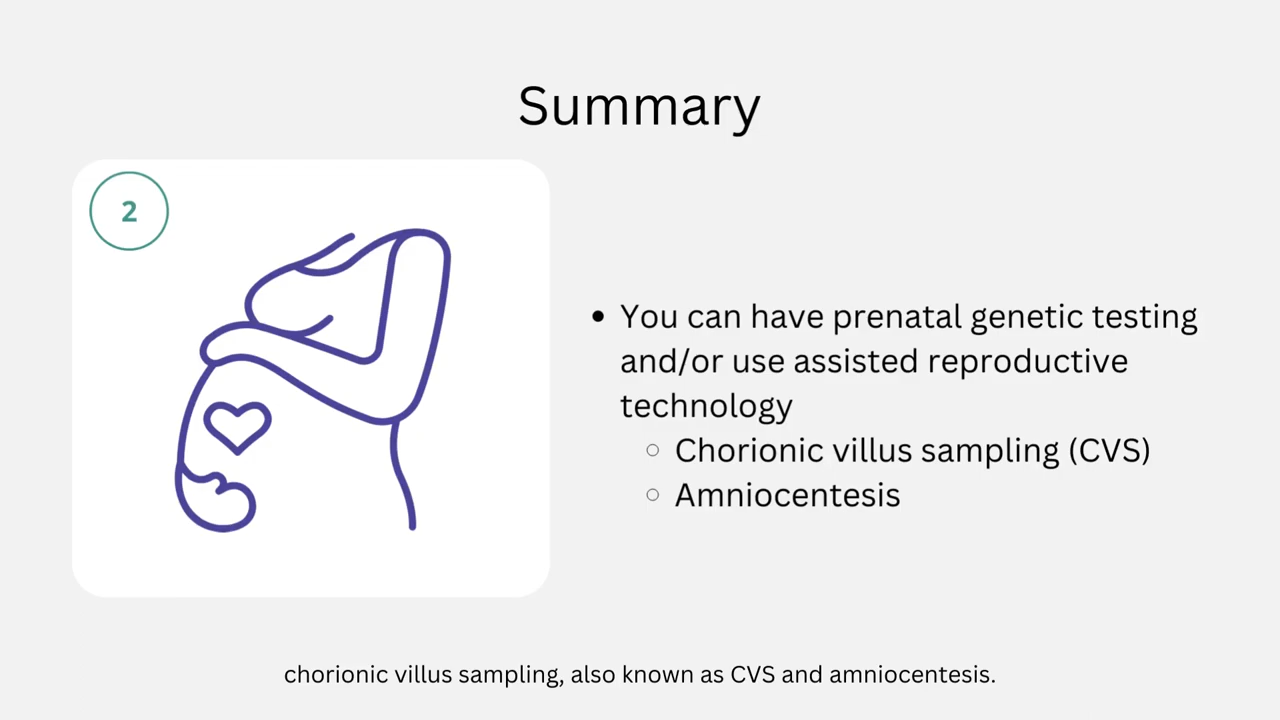 Summary
2
• You can have prenatal genetic testing
and/or use assisted reproductive
technology
○ Chorionic villus sampling (CVS)
○ Amniocentesis
chorionic villus sampling, also known as CVS and amniocentesis.